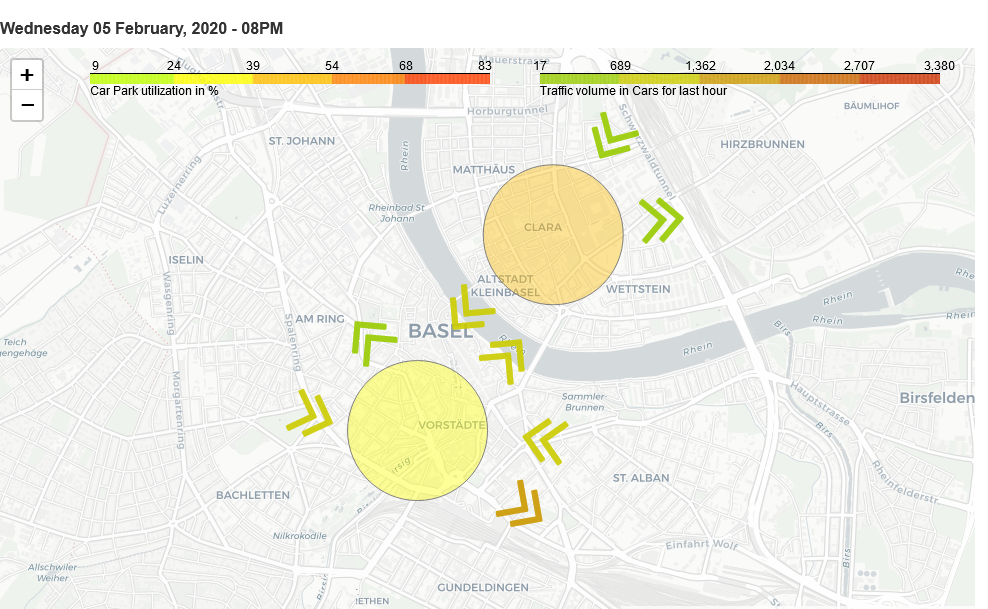 Wednesday 05 February, 2020 - 08PM
+
−
9 24 39 54 68 83
Car Park utilization in %
17 689 1,362 2,034 2,707 3,380
Traffic volume in Cars for last hour
Mauerstrasse
Horburgtunnel
BÄUMLIHOF
Schwarzwaldtunnel
ST. JOHANN
Rhein
HIRZBRUNNEN
MATTHÄUS
Luzernerring
Rheinbad St.
Johann
CLARA
ISELIN
ALTSTADT
KLEINBASEL
WETTSTEIN
Wasgenring
Rhein
Rhein
Rhein
Rhein
AM RING
Spalenring
BASEL
Rhein
Birs
Teich
Rhein
Morgartenring
Sammler-
Brunnen
Hauptstrasse
Birsfelden
VORSTÄDTE
Birs
Rheinfelderstr.
ST. ALBAN
BACHLETTEN
Nilkrokodile
Einfahrt Wolf
Birs
Allschwiler
Weiher
GUNDELDINGEN